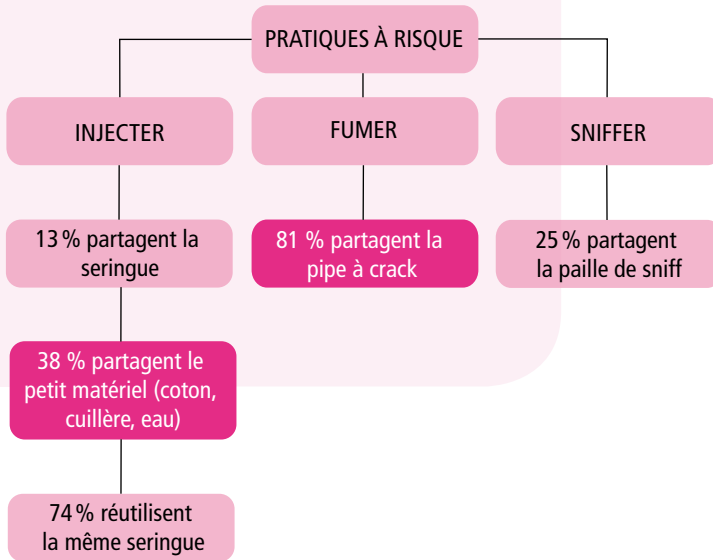 PRATIQUES À RISQUE
INJECTER
FUMER
SNIFFER
13 % partagent la
seringue
81 % partagent la
pipe à crack
25 % partagent
la paille de sniff
38 % partagent le
petit matériel (coton,
cuillère, eau)
74 % réutilisent
la même seringue